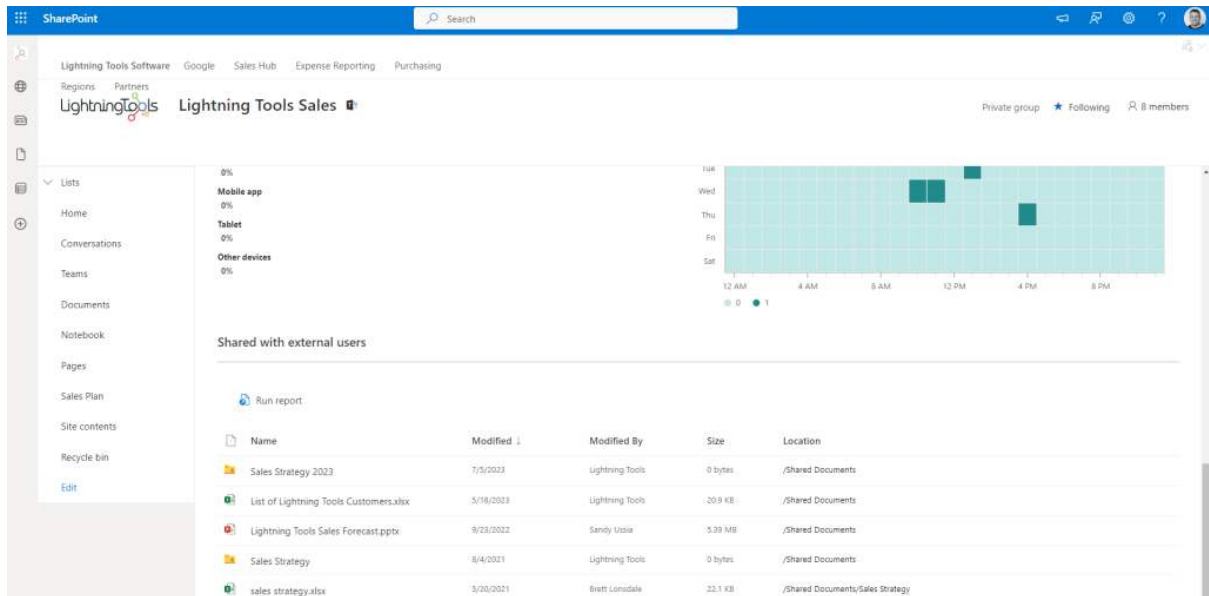 SharePoint
Search
?
Lightning Tools Software Google Sales Hub Expense Reporting Purchasing
Regions Partners
LightningTools Lightning Tools Sales
Private group Following 8 members
Lists
Home
Conversations
Teams
Documents
Notebook
Pages
Sales Plan
Site contents
Recycle bin
Edit
0%
Mobile app
0%
Tablet
0%
Other devices
0%
Tue
Wed
Thu
Fri
Sat
12 AM 4 AM 8 AM 12 PM 4 PM 8 PM
0 1
Shared with external users
Run report
Name Modified ↓ Modified By Size Location
Sales Strategy 2023 7/5/2023 Lightning Tools 0 bytes /Shared Documents
List of Lightning Tools Customers.xlsx 5/18/2023 Lightning Tools 20.9 KB /Shared Documents
Lightning Tools Sales Forecast.pptx 9/23/2022 Sandy 5.39 MB /Shared Documents
Sales Strategy 8/4/2021 Lightning Tools 0 bytes /Shared Documents
sales strategy.xlsx 5/20/2021 Brett Lonsdale 22.1 KB /Shared Documents/Sales Strategy